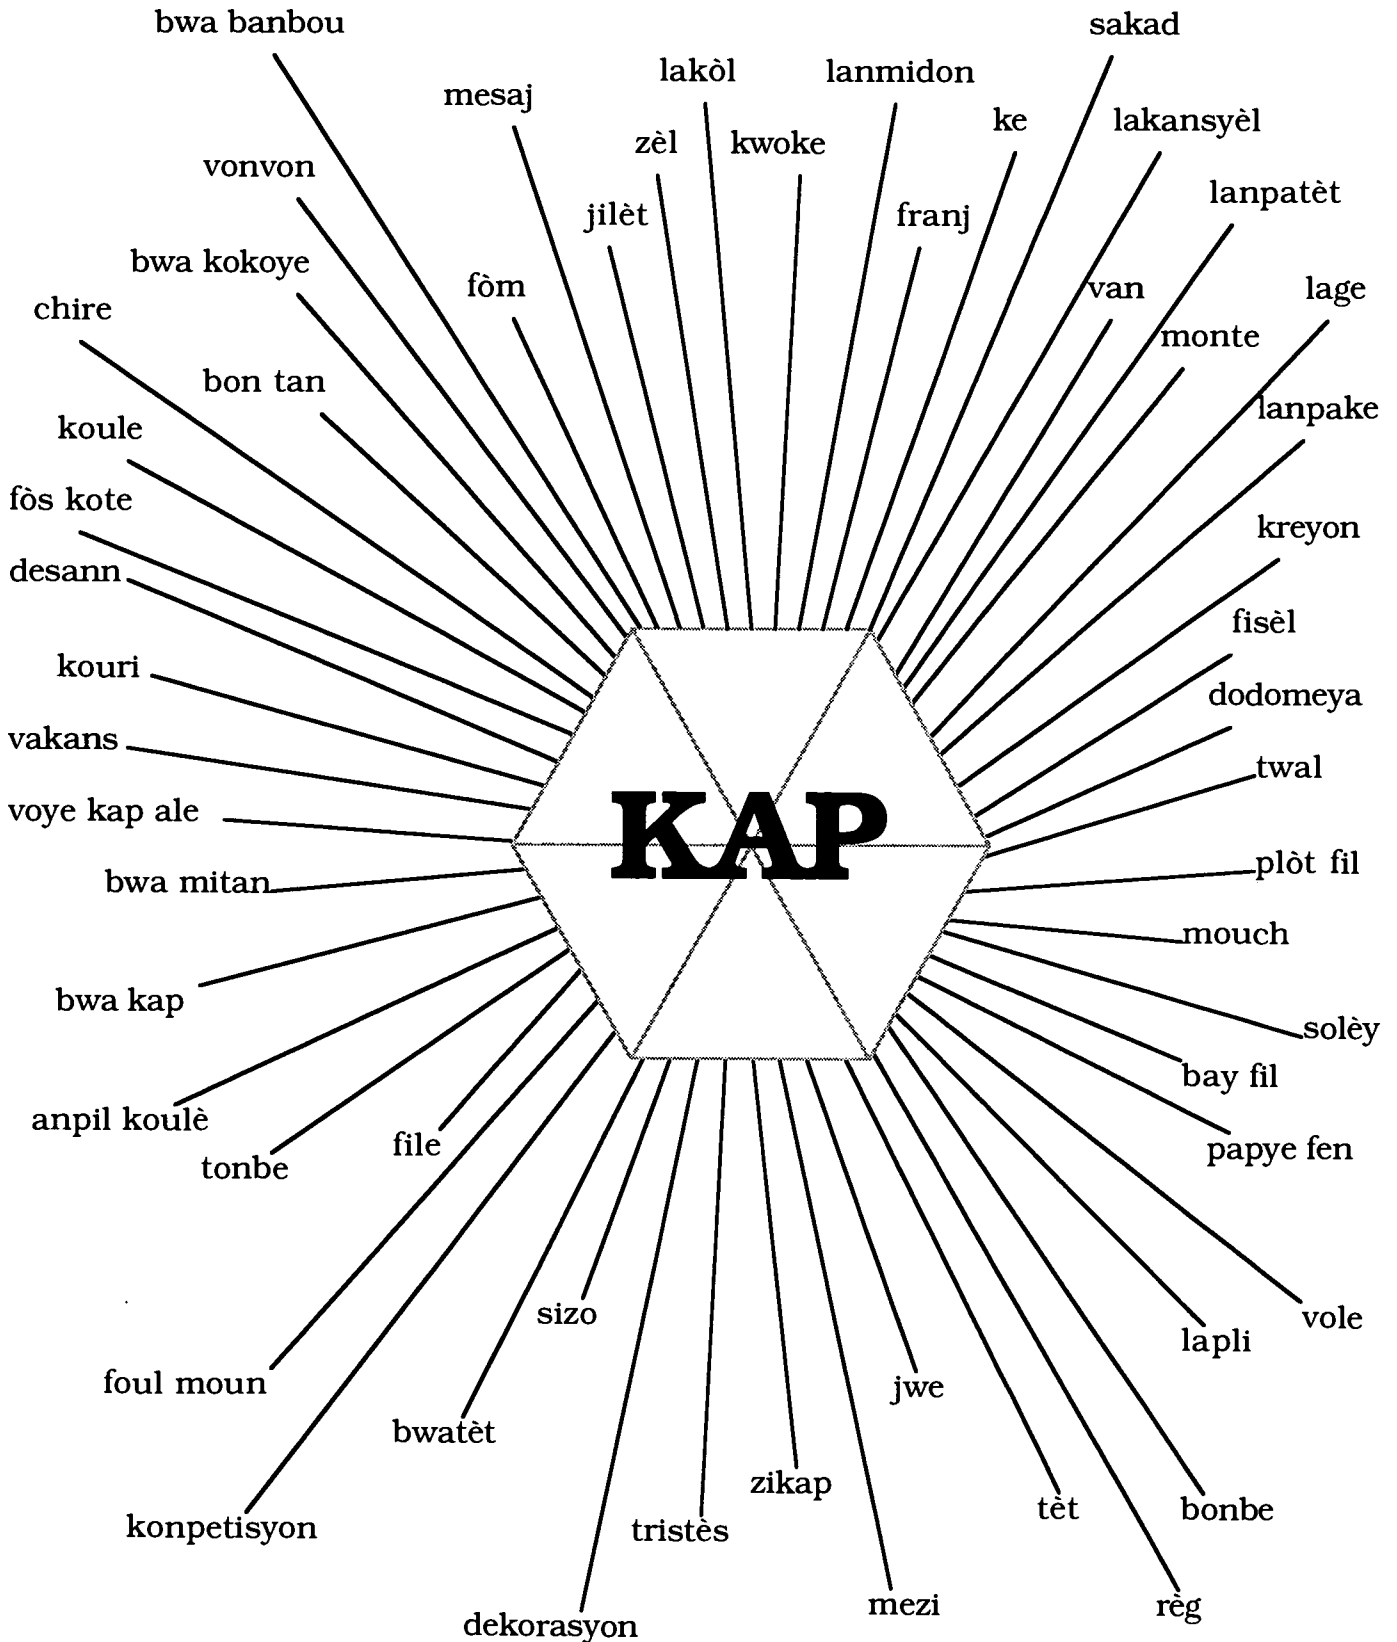 bwa banbou
sakad
lakòl
lanmidon
mesaj
ke
lakansyèl
zèl
kwoke
vonvon
lanpatèt
jilèt
franj
bwa kokoye
fòm
van
lage
chire
monte
bon tan
lanpake
koule
fòs kote
kreyon
desann
fisèl
kouri
dodomeya
vakans
twal
voye kap ale
KAP
plòt fil
bwa mitan
mouch
bwa kap
solèy
bay fil
anpil koulè
file
papye fen
tonbe
sizo
vole
lapli
foul moun
jwe
bwatèt
zikap
tèt
bonbe
konpetisyon
tristès
mezi
règ
dekorasyon